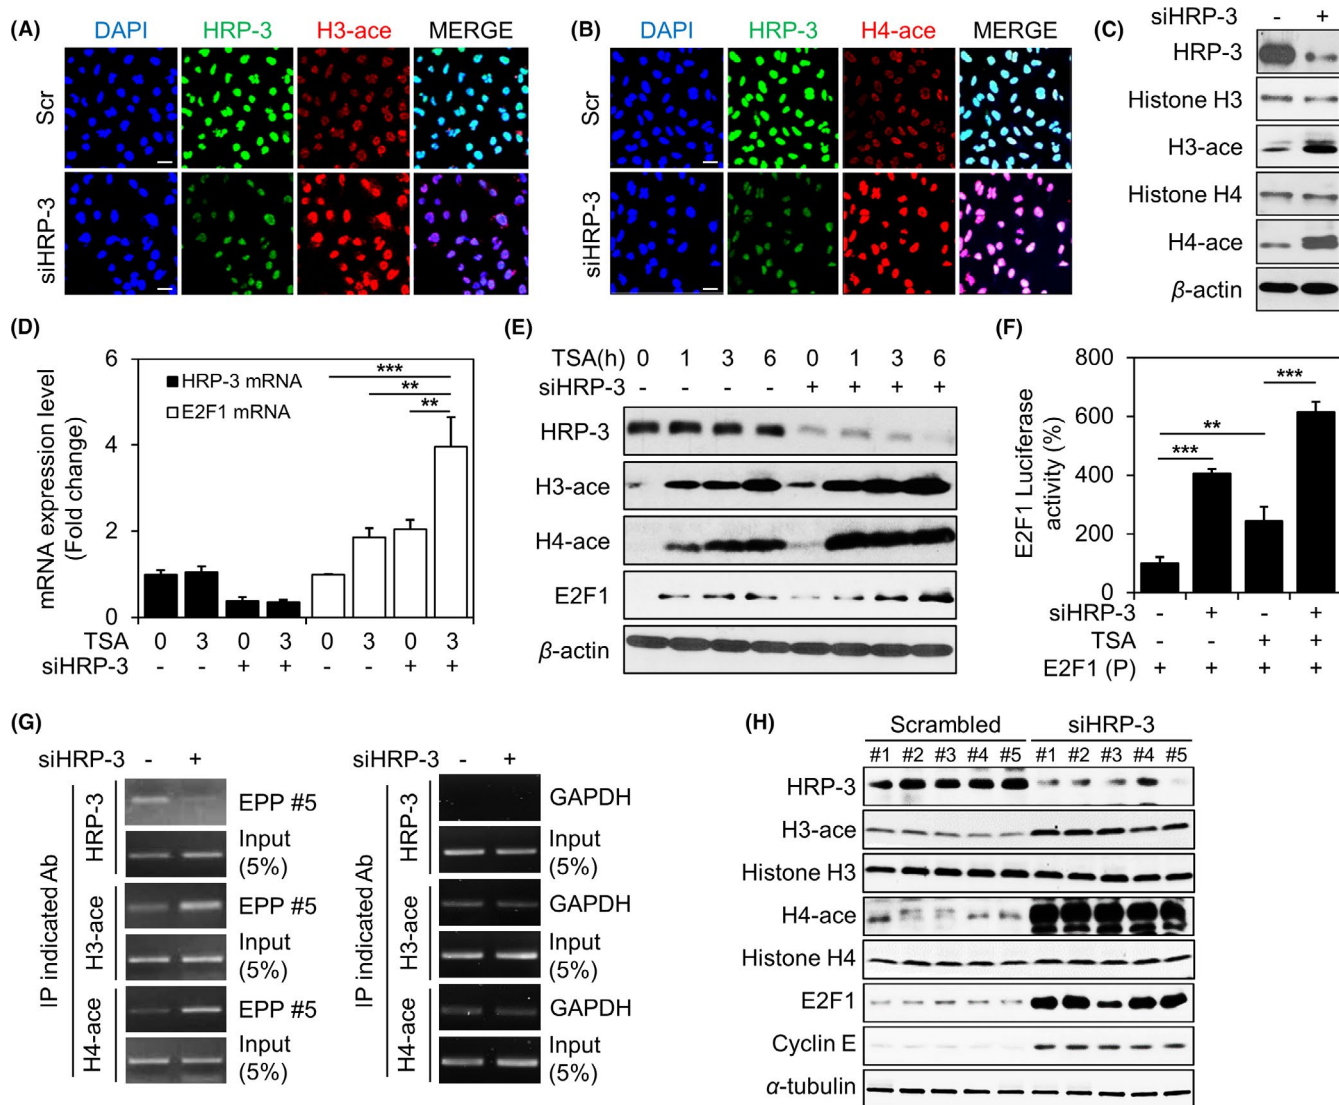 (A)
DAPI HRP-3 H3-ace MERGE
Scr
siHRP-3
(B)
DAPI HRP-3 H4-ace MERGE
Scr
siHRP-3
(C)
siHRP-3 - +
HRP-3
Histone H3
H3-ace
Histone H4
H4-ace
β-actin
(D)
mRNA expression level
(Fold change)
6
4
2
0
HRP-3 mRNA
E2F1 mRNA
***
**
**
TSA 0 3 0 3 0 3 0 3
siHRP-3 - - + + - - + +
(E)
TSA(h) 0 1 3 6 0 1 3 6
siHRP-3 - - - - + + + +
HRP-3
H3-ace
H4-ace
E2F1
β-actin
(F)
E2F1 Luciferase
activity (%)
800
600
400
200
0
***
**
***
siHRP-3 - + - +
TSA - - + +
E2F1 (P) + + + +
(G)
siHRP-3 - +
IP indicated Ab
HRP-3
EPP #5
Input
(5%)
H3-ace
EPP #5
Input
(5%)
H4-ace
EPP #5
Input
(5%)
siHRP-3 - +
IP indicated Ab
HRP-3
GAPDH
Input
(5%)
H3-ace
GAPDH
Input
(5%)
H4-ace
GAPDH
Input
(5%)
(H)
Scrambled siHRP-3
#1 #2 #3 #4 #5 #1 #2 #3 #4 #5
HRP-3
H3-ace
Histone H3
H4-ace
Histone H4
E2F1
Cyclin E
α-tubulin